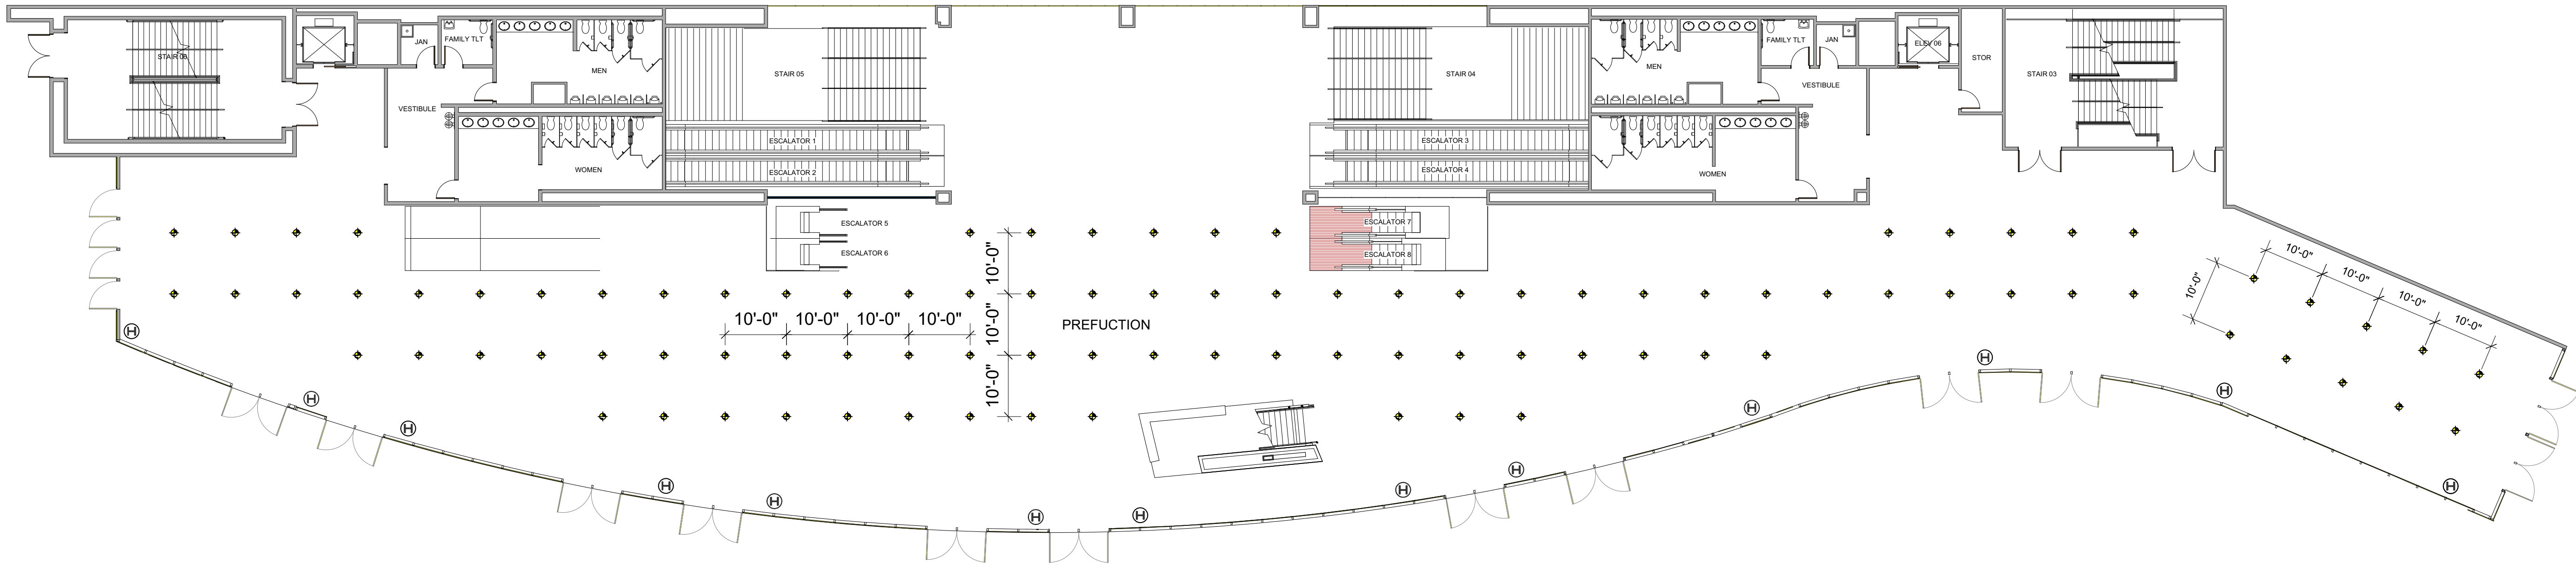 STAIR 06
JAN
FAMILY TLT
MEN
VESTIBULE
WOMEN
STAIR 05
ESCALATOR 1
ESCALATOR 2
ESCALATOR 5
ESCALATOR 6
STAIR 04
ESCALATOR 3
ESCALATOR 4
ESCALATOR 7
ESCALATOR 8
MEN
FAMILY TLT
JAN
VESTIBULE
WOMEN
ELEV 06
STOR
STAIR 03
10'-0"
10'-0"
10'-0"
10'-0"
10'-0"
10'-0"
10'-0"
PREFUCTION
10'-0"
10'-0"
10'-0"
10'-0"
10'-0"
H
H
H
H
H
H
H
H
H
H
H
H
H